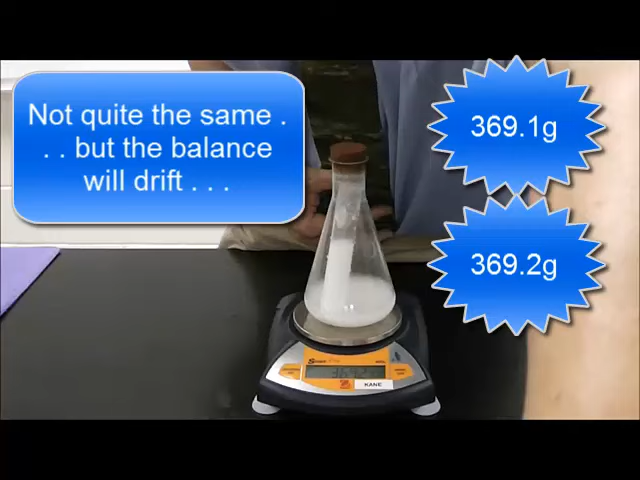 Not quite the same .
. . but the balance
will drift . . .
369.1g
369.2g
KANE